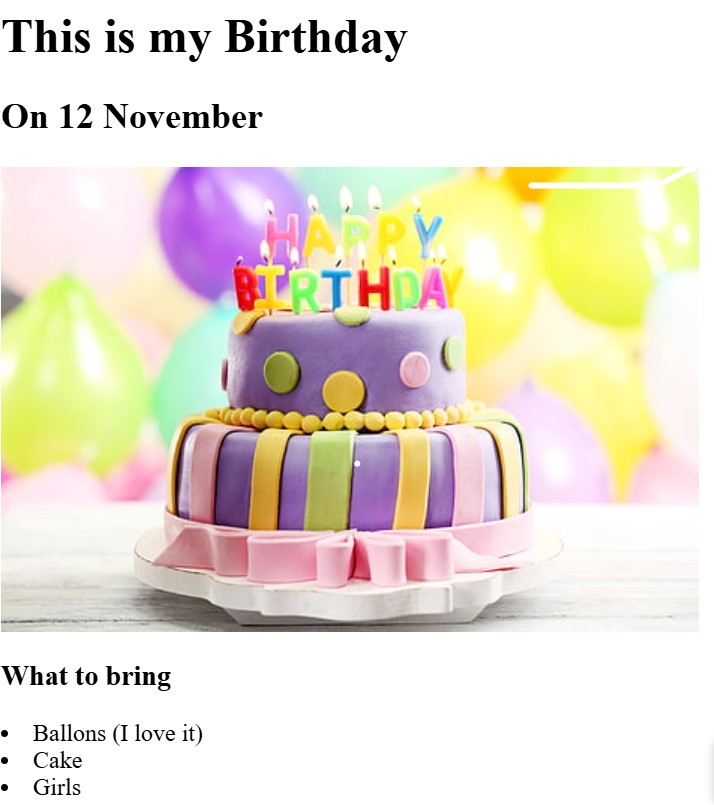 This is my Birthday
On 12 November
HAPPY
BIRTHDAY
What to bring
• Ballons (I love it)
• Cake
• Girls